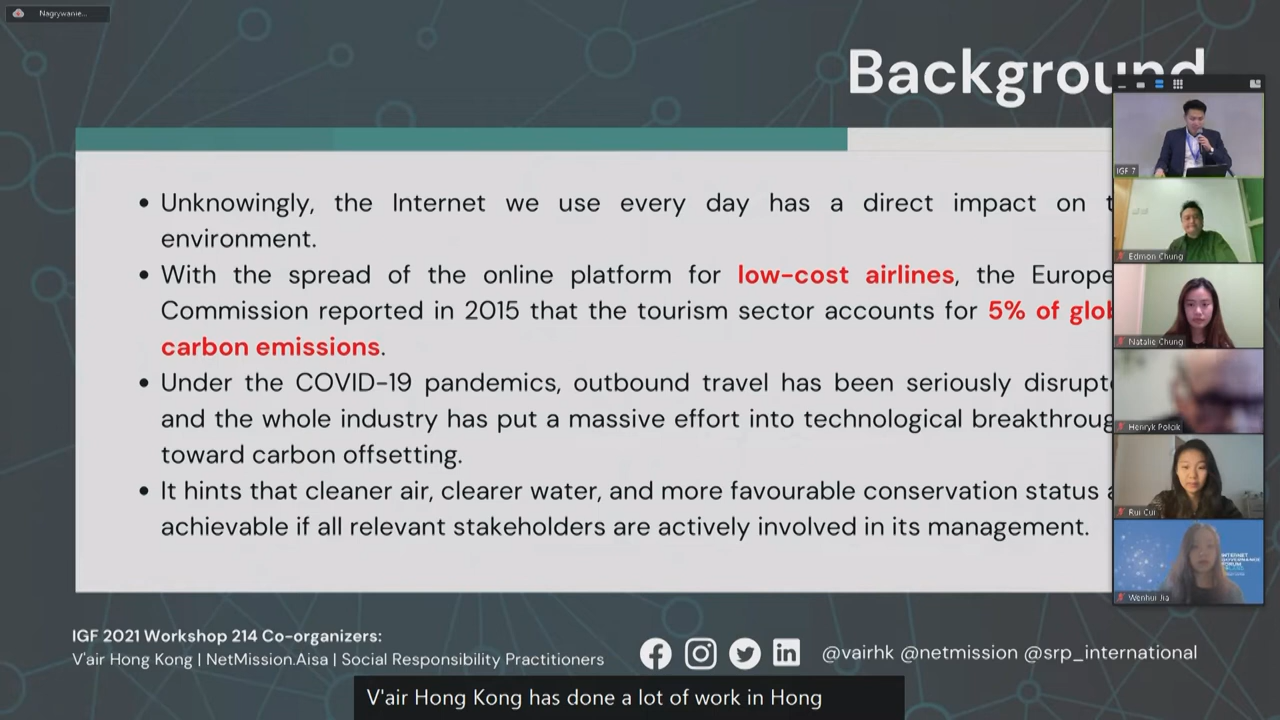 Nagrywanie...
Background
IGF 7
Edmon Chung
Natalie Chung
Henryk Polok
Rui Cui
Wenhui Jia
INTERNET
GOVERNANCE
FORUM
• Unknowingly, the Internet we use every day has a direct impact on
environment.
• With the spread of the online platform for low-cost airlines, the
Commission reported in 2015 that the tourism sector accounts for 5% of
carbon emissions.
• Under the COVID-19 pandemics, outbound travel has been seriously
and the whole industry has put a massive effort into technological
toward carbon offsetting.
• It hints that cleaner air, clearer water, and more favourable conservation status
achievable if all relevant stakeholders are actively involved in its management.
IGF 2021 Workshop 214 Co-organizers:
V'air Hong Kong | NetMission.Aisa | Social Responsibility Practitioners
@vairhk @netmission @srp_international
V'air Hong Kong has done a lot of work in Hong